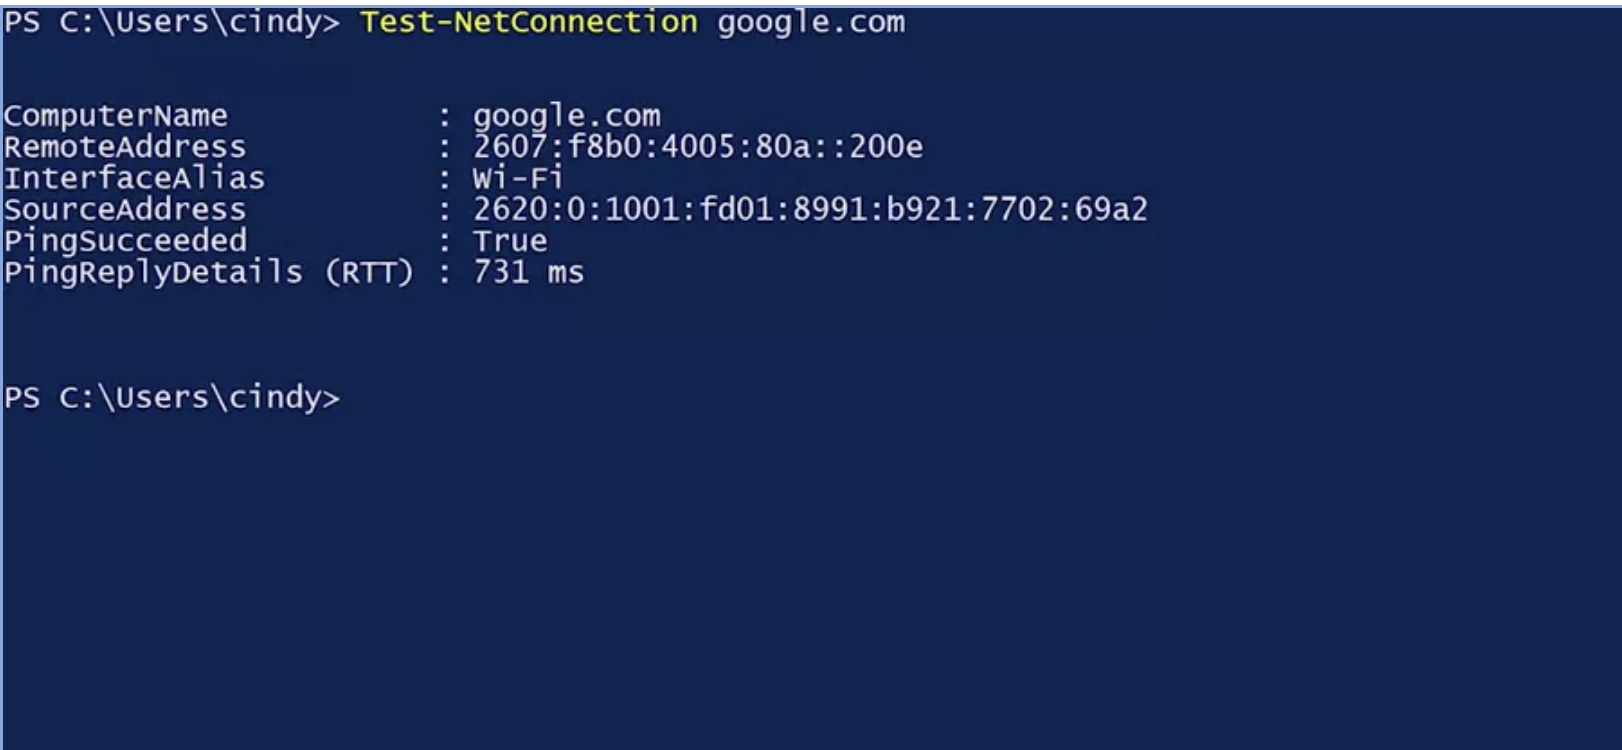 PS C:\Users\cindy> Test-NetConnection google.com
ComputerName : google.com
RemoteAddress : 2607:f8b0:4005:80a::200e
InterfaceAlias : Wi-Fi
SourceAddress : 2620:0:1001:fd01:8991:b921:7702:69a2
PingSucceeded : True
PingReplyDetails (RTT) : 731 ms
PS C:\Users\cindy>